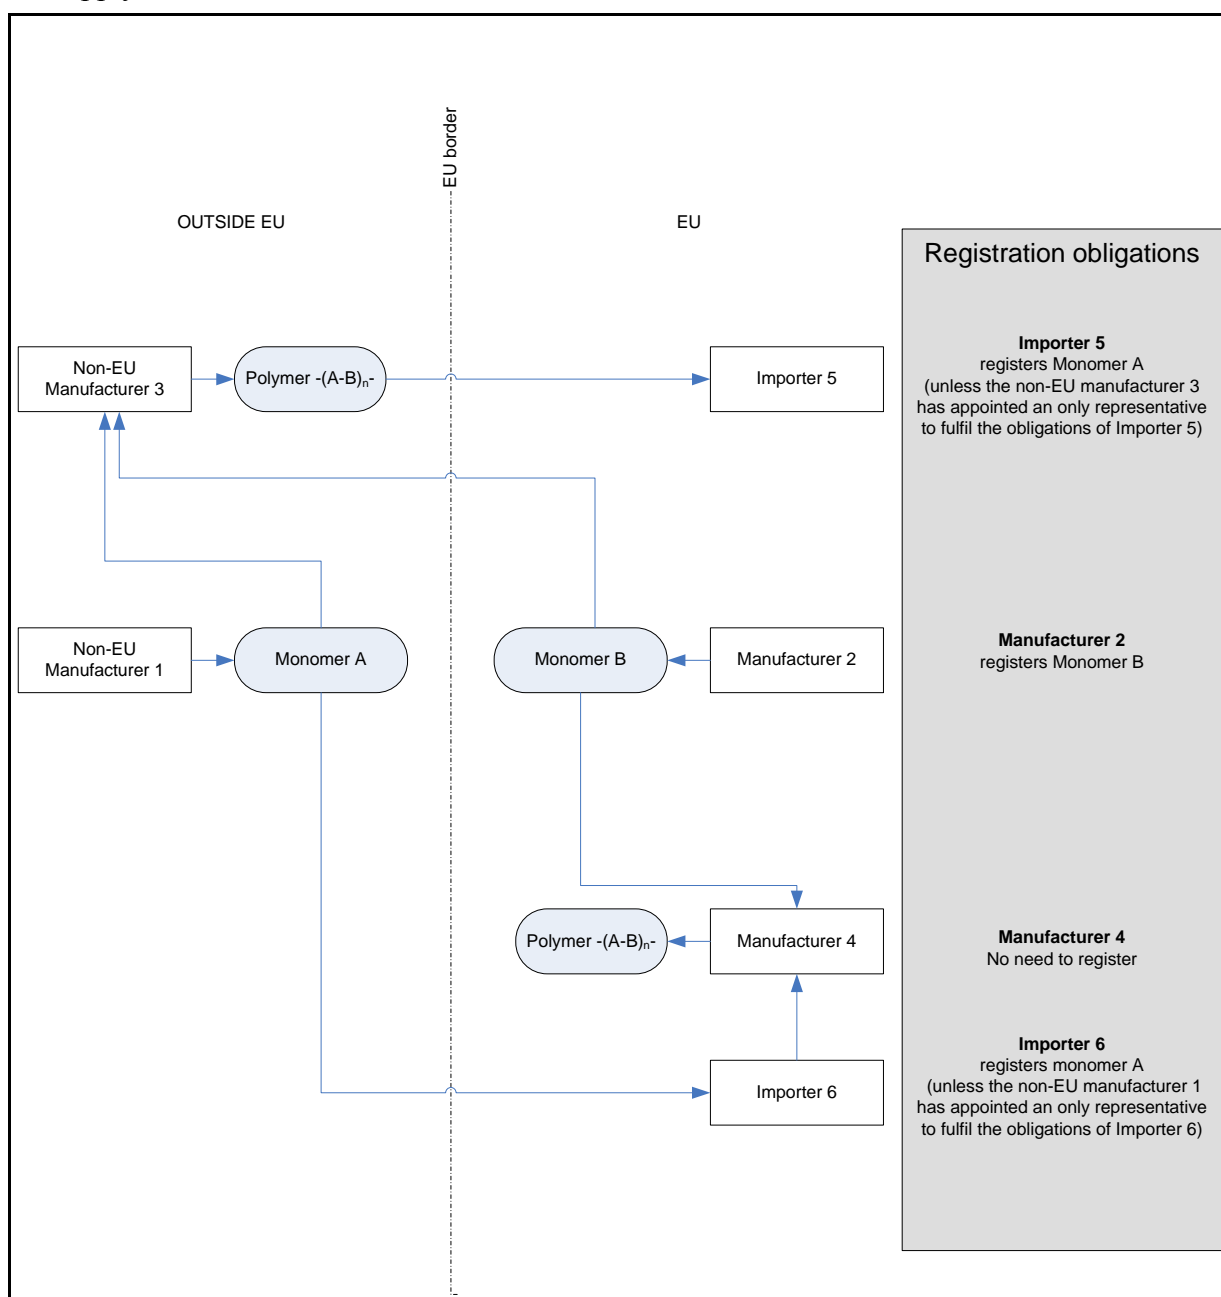 EU border
OUTSIDE EU
EU
Registration obligations
Non-EU
Manufacturer 3
Polymer -(A-B)n-
Importer 5
Importer 5
registers Monomer A
(unless the non-EU manufacturer 3
has appointed an only representative
to fulfil the obligations of Importer 5)
Non-EU
Manufacturer 1
Monomer A
Monomer B
Manufacturer 2
Manufacturer 2
registers Monomer B
Polymer -(A-B)n-
Manufacturer 4
Manufacturer 4
No need to register
Importer 6
Importer 6
registers monomer A
(unless the non-EU manufacturer 1
has appointed an only representative
to fulfil the obligations of Importer 6)